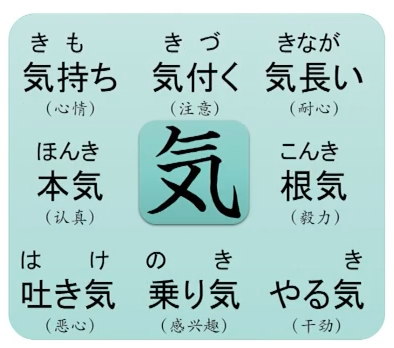 きも きづ きなが
気持ち 気付く 気長い
(心情) (注意) (耐心)
ほんき こんき
本気 気 根気
(认真) (毅力)
はけ のき き
吐き気 乗り気 やる気
(恶心) (感兴趣) (干劲)